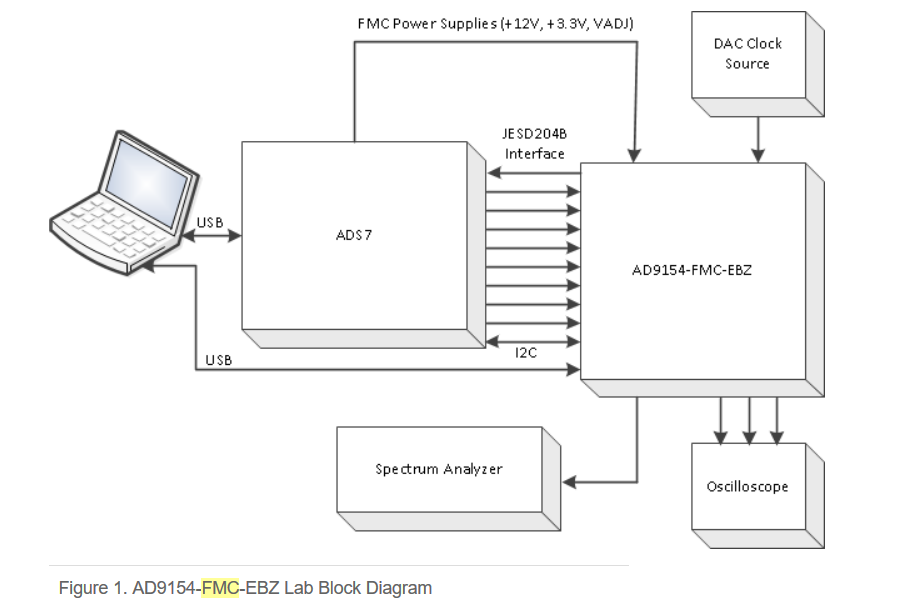 FMC Power Supplies (+12V, +3.3V, VADJ)
DAC Clock
Source
JESD204B
Interface
USB
ADS7
AD9154-FMC-EBZ
I2C
USB
Spectrum Analyzer
Oscilloscope
Figure 1. AD9154-FMC-EBZ Lab Block Diagram